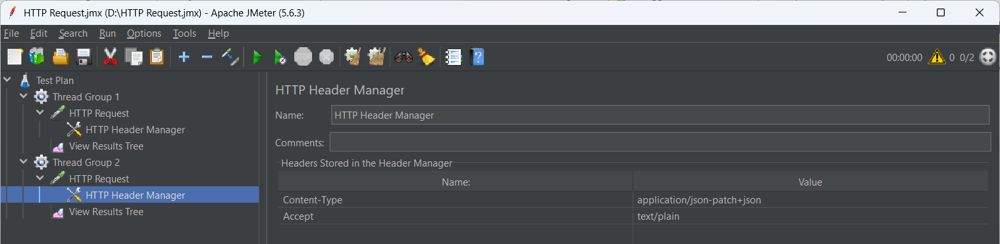 HTTP Request.jmx (D:\HTTP Request.jmx) - Apache JMeter (5.6.3)
File Edit Search Run Options Tools Help
STOP
00:00:00 0 0/2
Test Plan
Thread Group 1
HTTP Request
HTTP Header Manager
View Results Tree
Thread Group 2
HTTP Request
HTTP Header Manager
View Results Tree
HTTP Header Manager
Name: HTTP Header Manager
Comments:
Headers Stored in the Header Manager
Name: Value
Content-Type application/json-patch+json
Accept text/plain